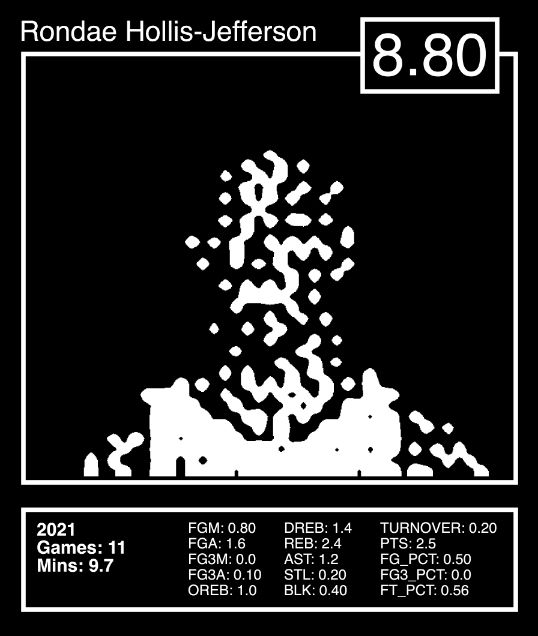 Rondae Hollis-Jefferson
8.80
2021
Games: 11
Mins: 9.7
FGM: 0.80
FGA: 1.6
FG3M: 0.0
FG3A: 0.10
OREB: 1.0
DREB: 1.4
REB: 2.4
AST: 1.2
STL: 0.20
BLK: 0.40
TURNOVER: 0.20
PTS: 2.5
FG_PCT: 0.50
FG3_PCT: 0.0
FT_PCT: 0.56